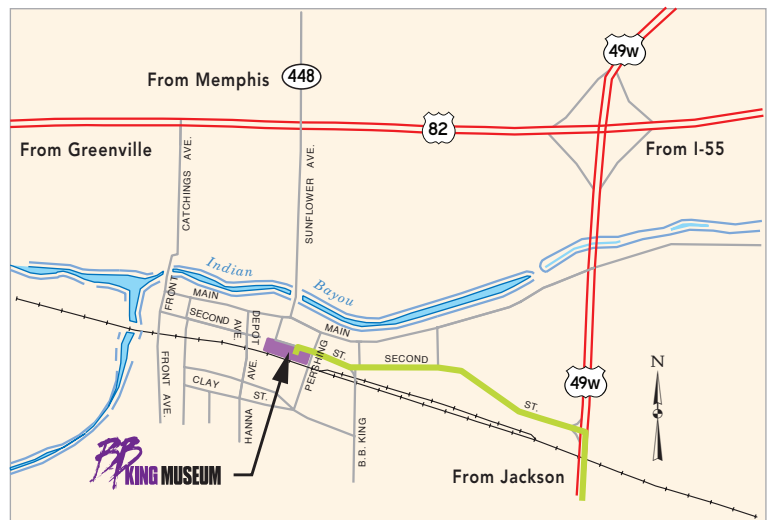 49W
From Memphis
448
82
From Greenville
From I-55
CATCHINGS AVE.
SUNFLOWER AVE.
Indian
Bayou
FRONT
MAIN
SECOND
AVE.
DEPOT
MAIN
PERSHING
ST.
SECOND
ST.
FRONT AVE.
CLAY
ST.
AVE.
HANNA
B.B. KING
49W
N
From Jackson
BB
KING MUSEUM